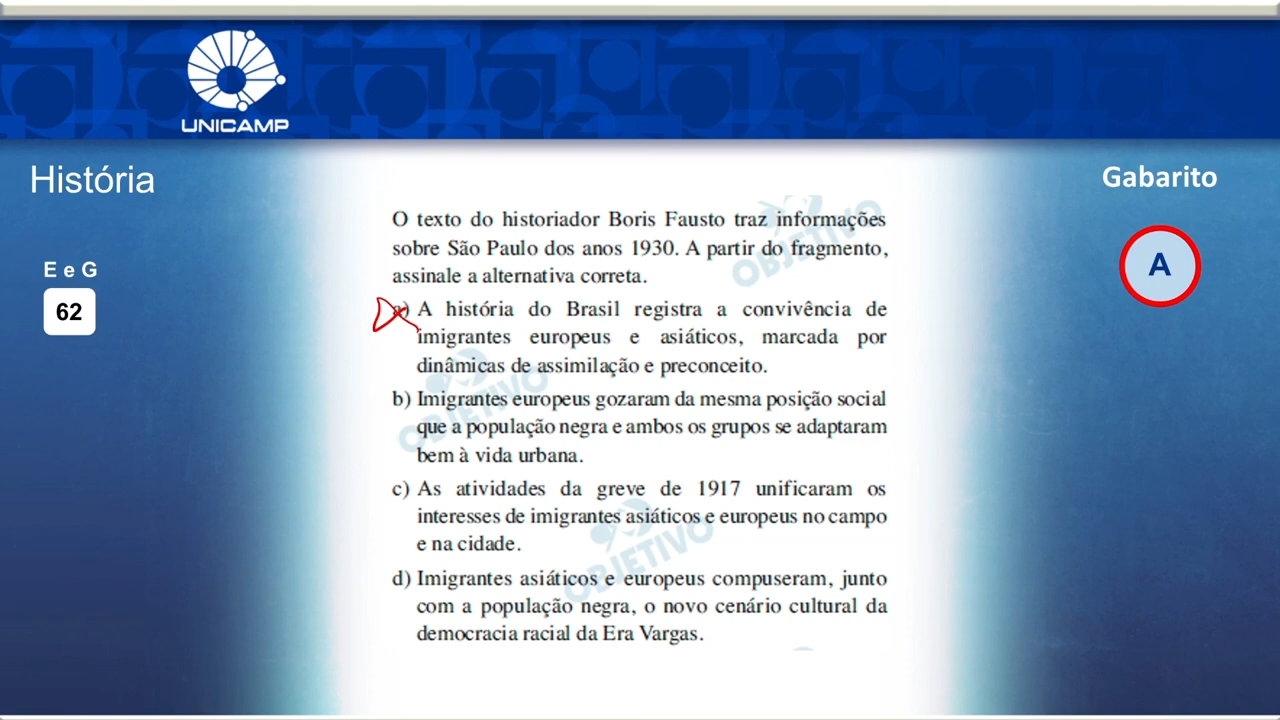 UNICAMP
História
Gabarito
E e G
62
A
O texto do historiador Boris Fausto traz informações
sobre São Paulo dos anos 1930. A partir do fragmento,
assinale a alternativa correta.
a) A história do Brasil registra a convivência de
imigrantes europeus e asiáticos, marcada por
dinâmicas de assimilação e preconceito.
b) Imigrantes europeus gozaram da mesma posição social
que a população negra e ambos os grupos se adaptaram
bem à vida urbana.
c) As atividades da greve de 1917 unificaram os
interesses de imigrantes asiáticos e europeus no campo
e na cidade.
d) Imigrantes asiáticos e europeus compuseram, junto
com a população negra, o novo cenário cultural da
democracia racial da Era Vargas.
OBJETIVO
OBJETIVO
OBJETIVO